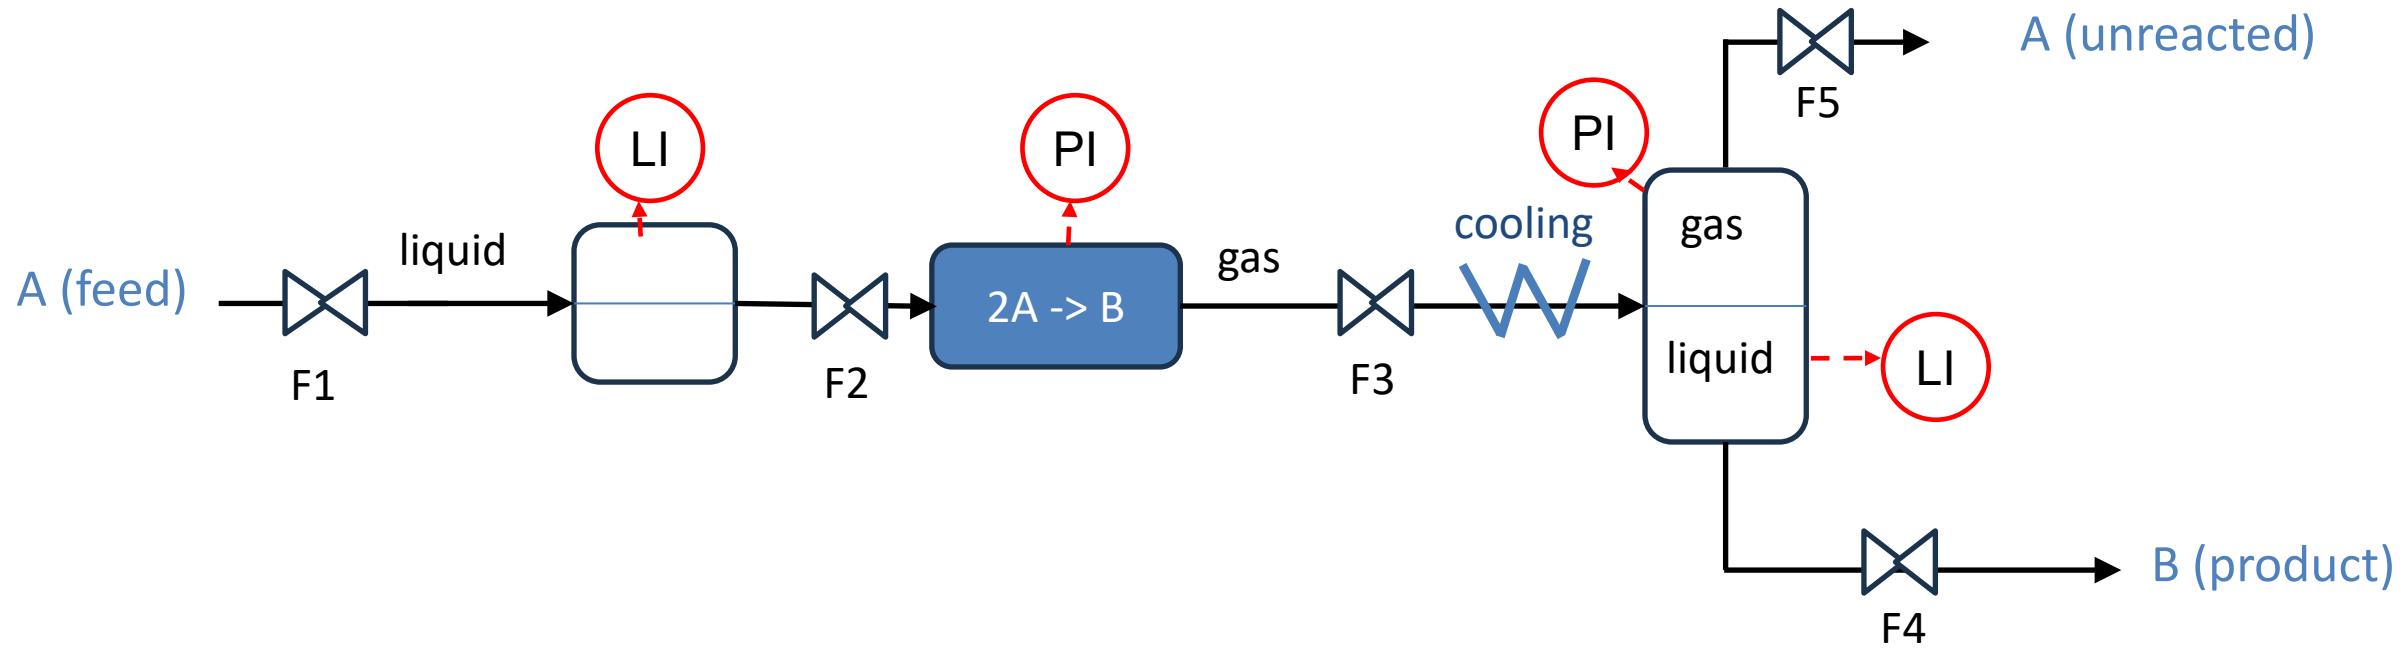 A (feed)
F1
liquid
LI
F2
PI
2A -> B
gas
F3
cooling
PI
gas
liquid
LI
F5
A (unreacted)
F4
B (product)